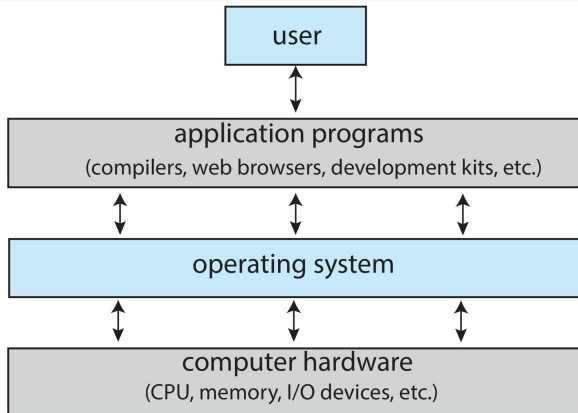 user
application programs
(compilers, web browsers, development kits, etc.)
operating system
computer hardware
(CPU, memory, I/O devices, etc.)